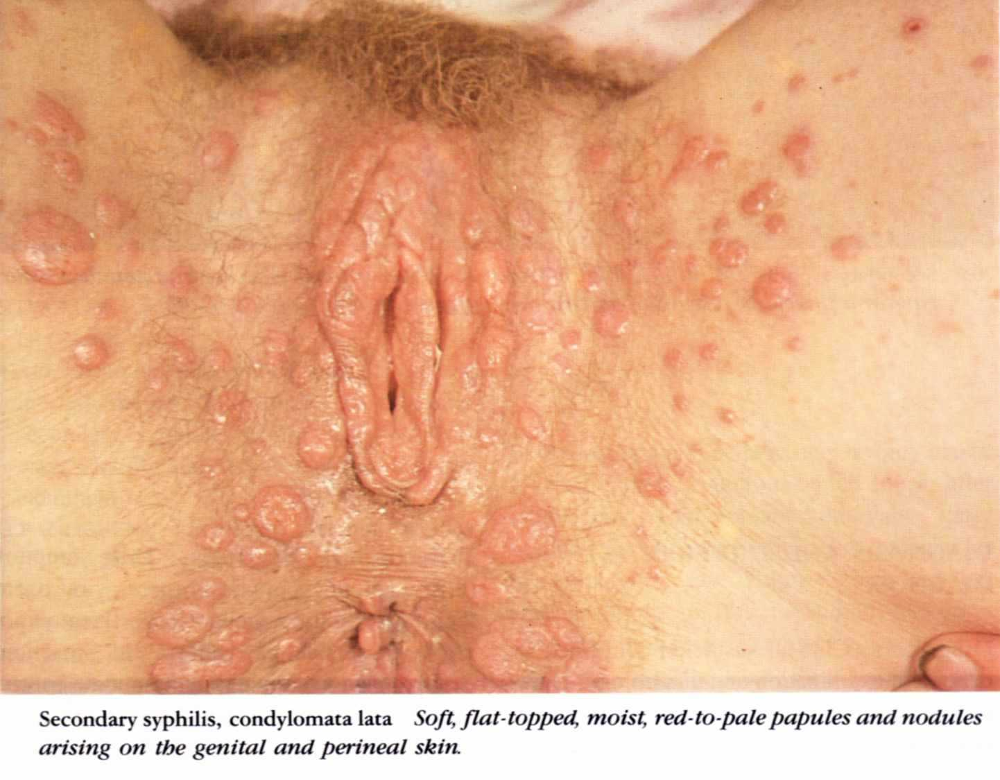 Secondary syphilis, condylomata lata Soft, flat-topped, moist, red-to-pale papules and nodules
arising on the genital and perineal skin.